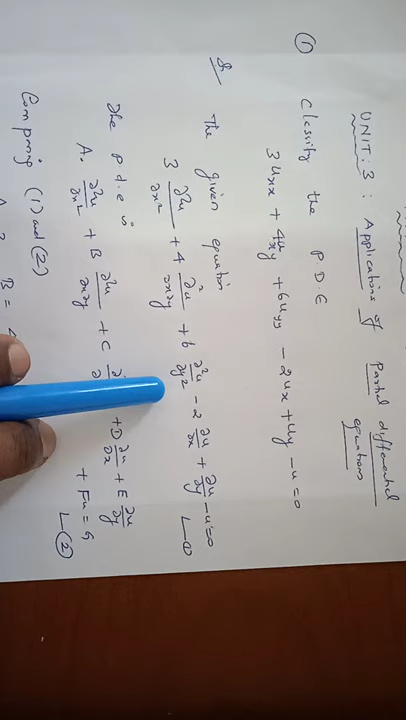 UNIT: 3 : Applications of Partial differential equations
① Classify the P.D.E
3uxx + 4uxy + 6uyy - 2ux + uy - u = 0
The given equation
3 ∂²u/∂x² + 4 ∂²u/∂x∂y + 6 ∂²u/∂y² - 2 ∂u/∂x + ∂u/∂y - u = 0 ①
The p.d.e is
A. ∂²u/∂x² + B ∂²u/∂x∂y + C + D ∂u/∂x + E ∂u/∂y + Fu = G ②
Comparing (1) and (2)
B =